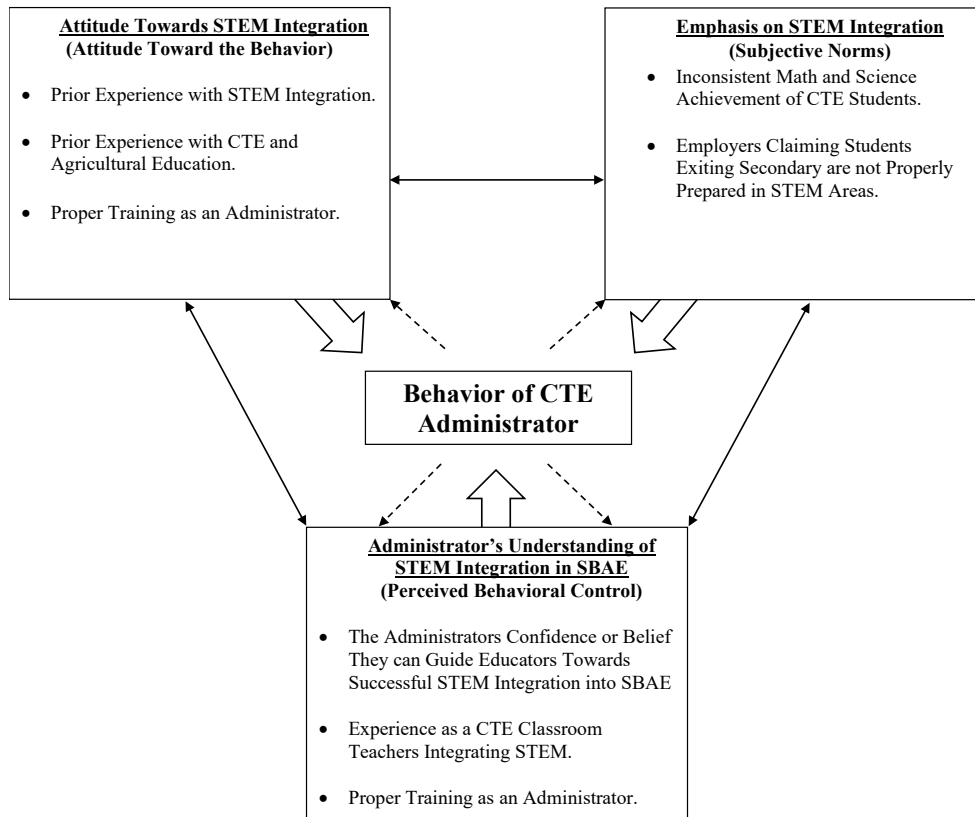 Attitude Towards STEM Integration
(Attitude Toward the Behavior)
• Prior Experience with STEM Integration.
• Prior Experience with CTE and
Agricultural Education.
• Proper Training as an Administrator.
Emphasis on STEM Integration
(Subjective Norms)
• Inconsistent Math and Science
Achievement of CTE Students.
• Employers Claiming Students
Exiting Secondary are not Properly
Prepared in STEM Areas.
Behavior of CTE
Administrator
Administrator’s Understanding of
STEM Integration in SBAE
(Perceived Behavioral Control)
• The Administrators Confidence or Belief
They can Guide Educators Towards
Successful STEM Integration into SBAE
• Experience as a CTE Classroom
Teachers Integrating STEM.
• Proper Training as an Administrator.